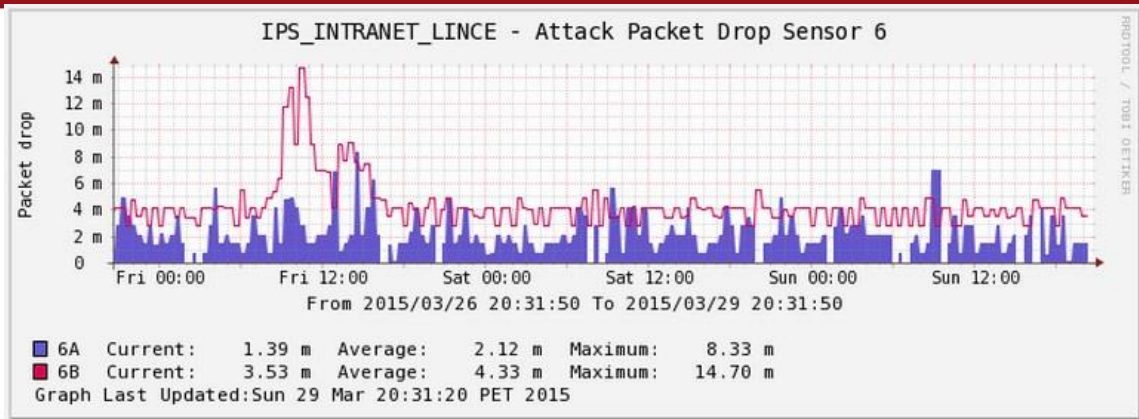 IPS_INTRANET_LINCE - Attack Packet Drop Sensor 6
RRDTOOL / TOBI OETIKER
Packet drop
14 m
12 m
10 m
8 m
6 m
4 m
2 m
0
Fri 00:00 Fri 12:00 Sat 00:00 Sat 12:00 Sun 00:00 Sun 12:00
From 2015/03/26 20:31:50 To 2015/03/29 20:31:50
6A Current: 1.39 m Average: 2.12 m Maximum: 8.33 m
6B Current: 3.53 m Average: 4.33 m Maximum: 14.70 m
Graph Last Updated:Sun 29 Mar 20:31:20 PET 2015